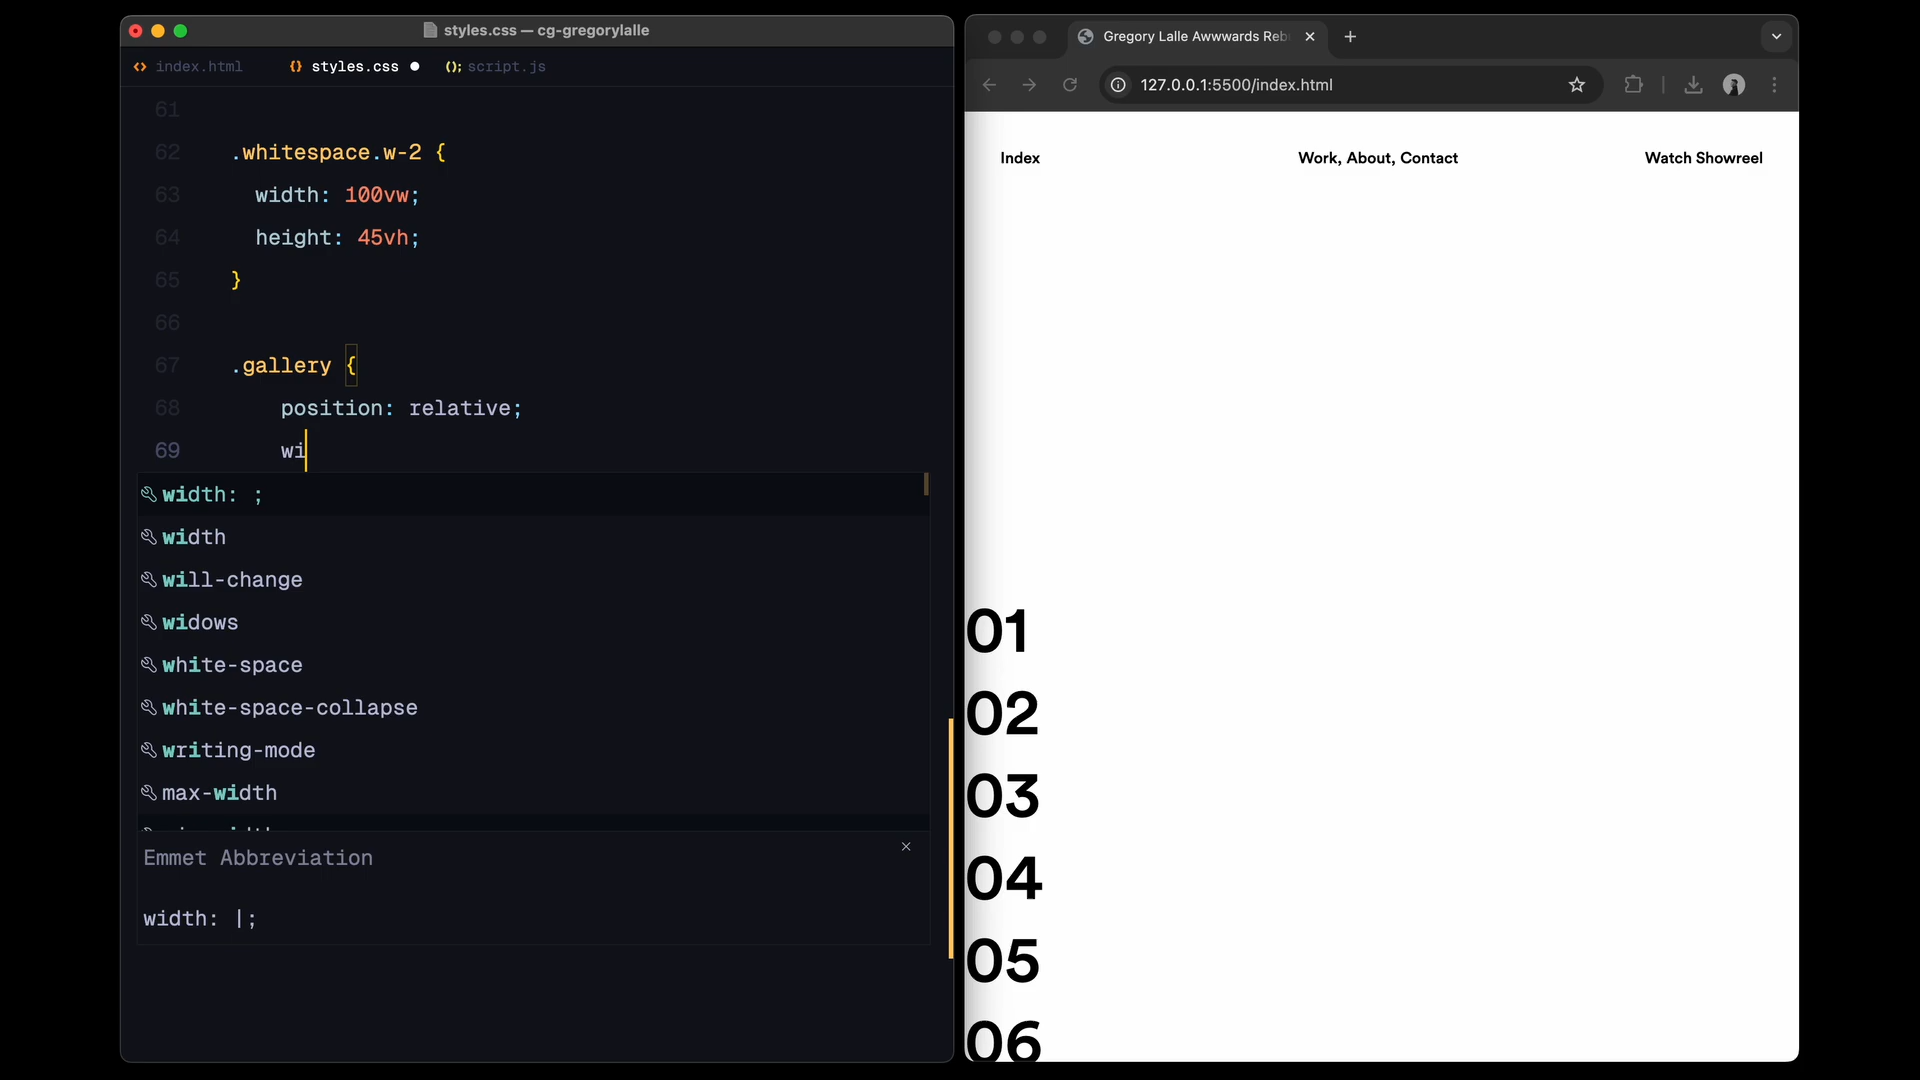 styles.css — cg-gregorylalle
index.html
styles.css
script.js
61
62 .whitespace.w-2 {
63 width: 100vw;
64 height: 45vh;
65 }
66
67 .gallery {
68 position: relative;
69 wi
width: ;
width
will-change
widows
white-space
white-space-collapse
writing-mode
max-width
Emmet Abbreviation
width: |;
Gregory Lalle Awwwards Reb
127.0.0.1:5500/index.html
Index
Work, About, Contact
Watch Showreel
01
02
03
04
05
06